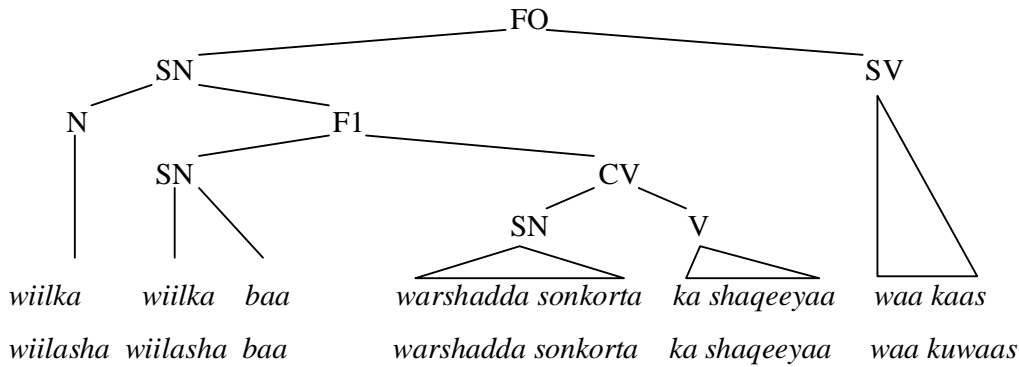 FO
SN SV
N F1
SN CV
SN V
wiilka wiilka baa warshadda sonkorta ka shaqeeyaa waa kaas
wiilasha wiilasha baa warshadda sonkorta ka shaqeeyaa waa kuwaas